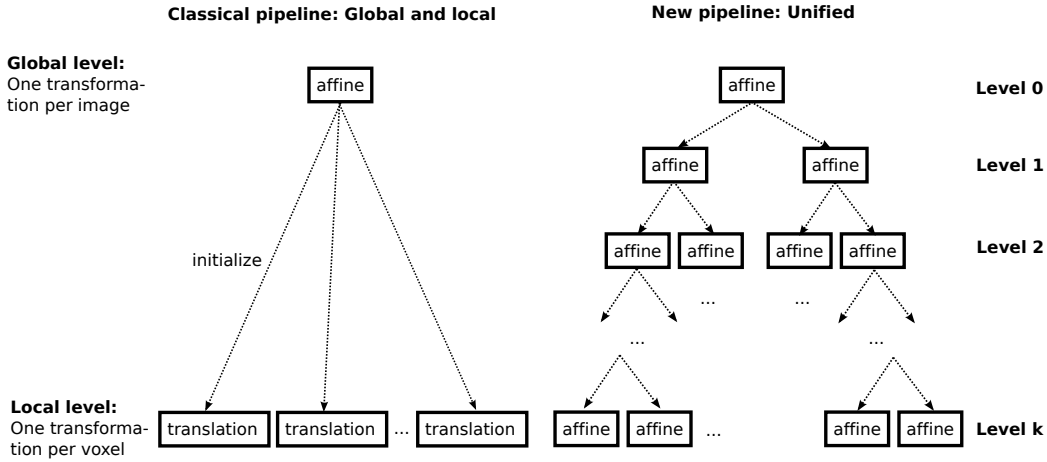 Classical pipeline: Global and local
New pipeline: Unified
Global level:
One transforma-
tion per image
affine
affine
Level 0
affine
affine
Level 1
initialize
affine
affine
affine
affine
Level 2
...
...
...
...
Local level:
One transformation
per voxel
translation
translation
...
translation
affine
affine
...
affine
affine
Level k